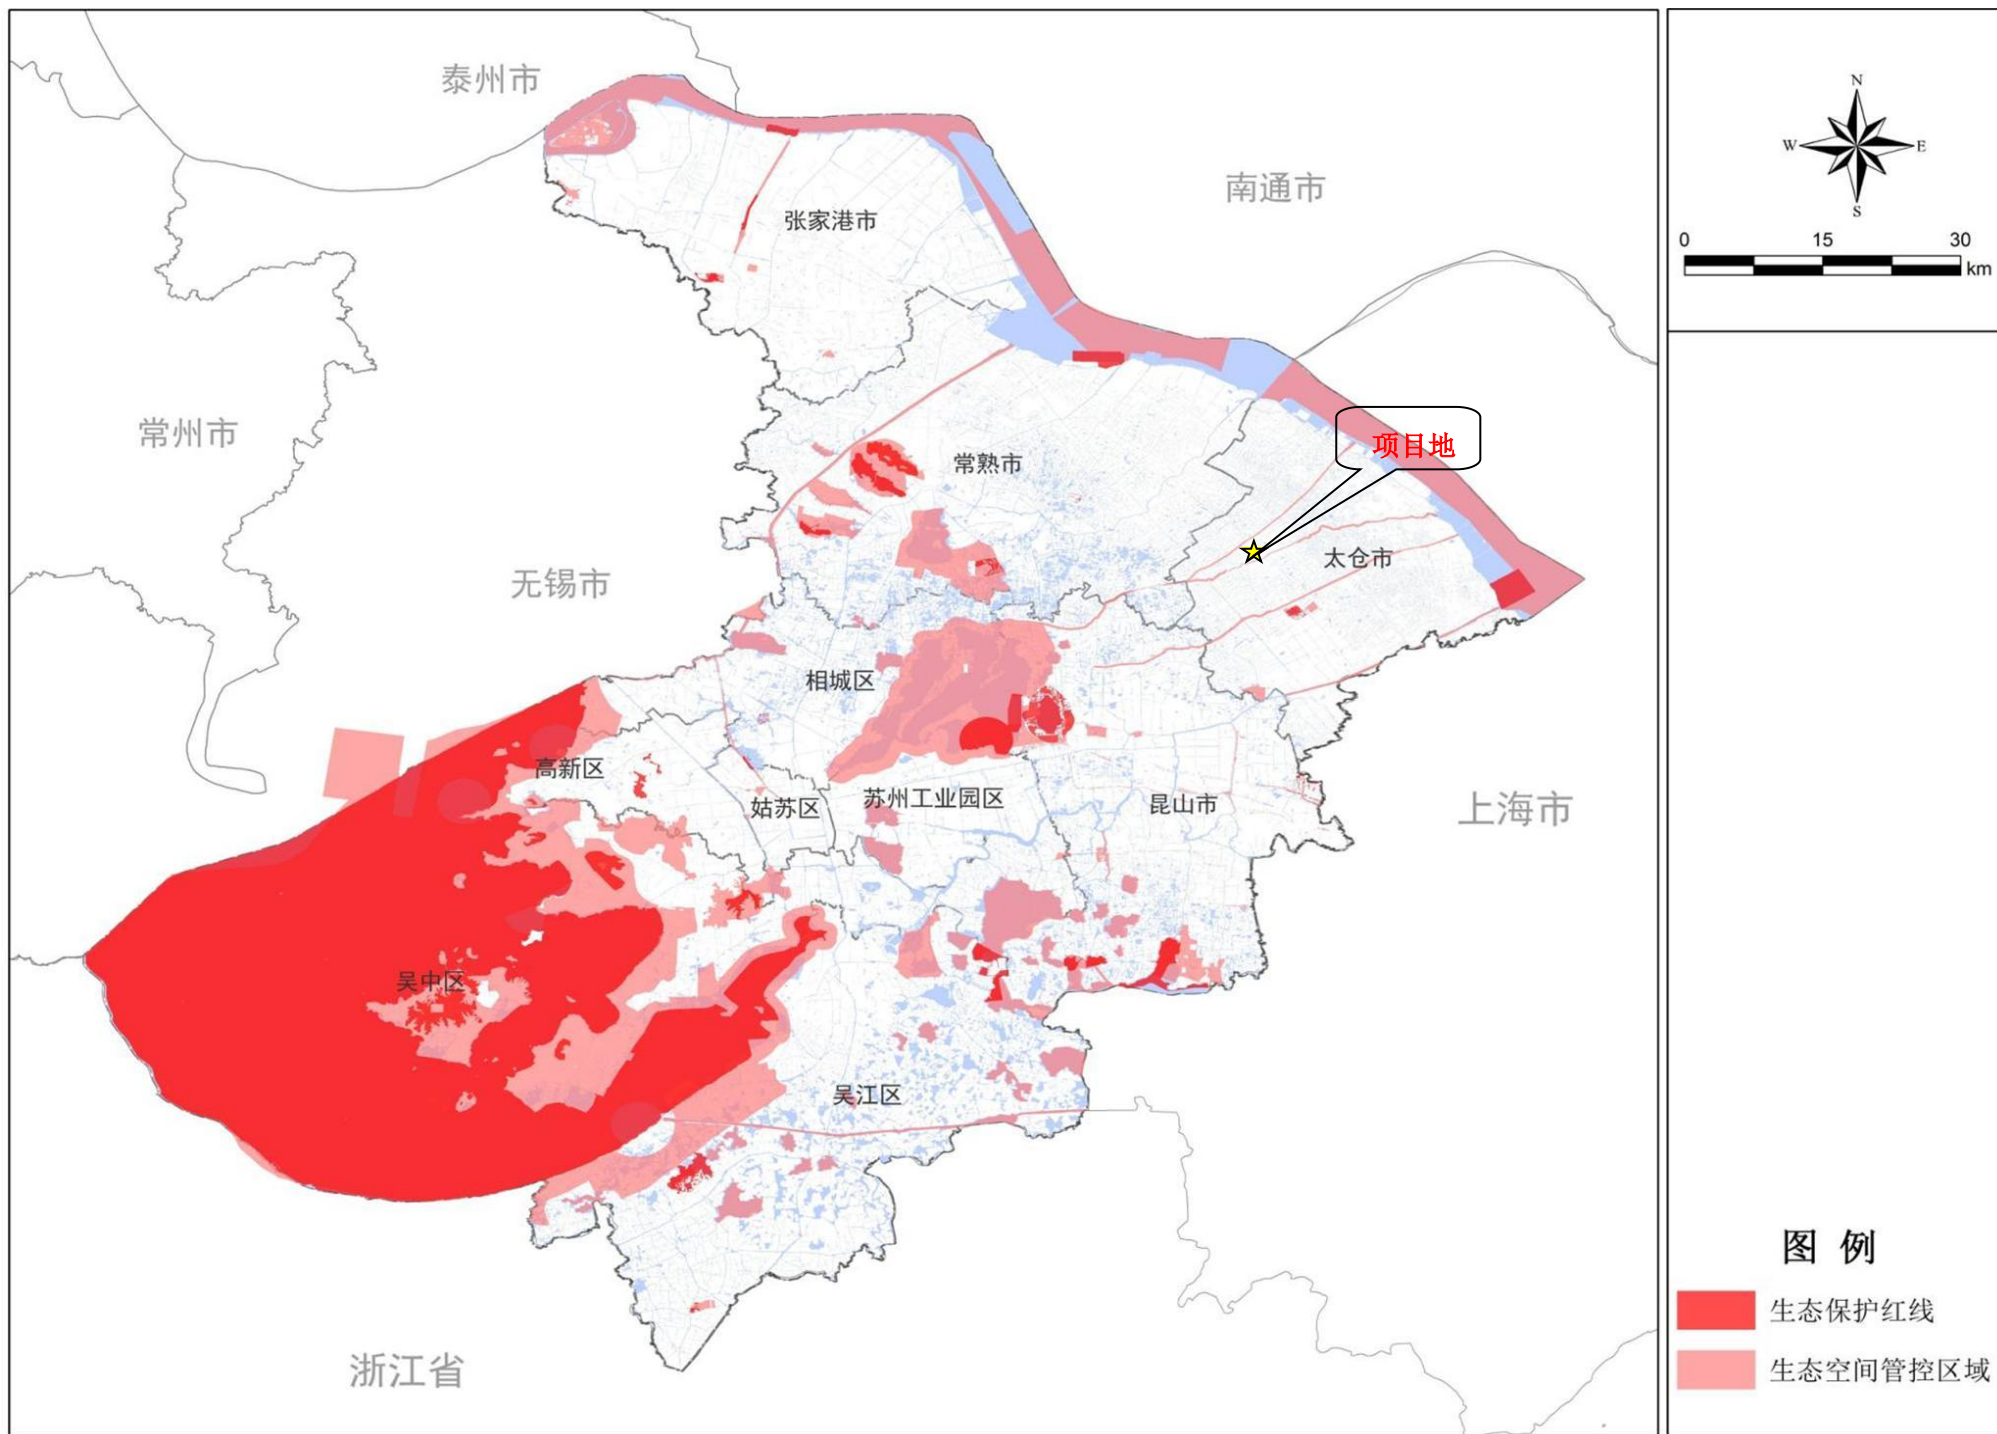 泰州市
南通市
张家港市
常州市
项目地
常熟市
太仓市
无锡市
相城区
高新区
姑苏区
苏州工业园区
昆山市
上海市
吴中区
吴江区
浙江省
N
W
E
S
0 15 30
km
图 例
生态保护红线
生态空间管控区域